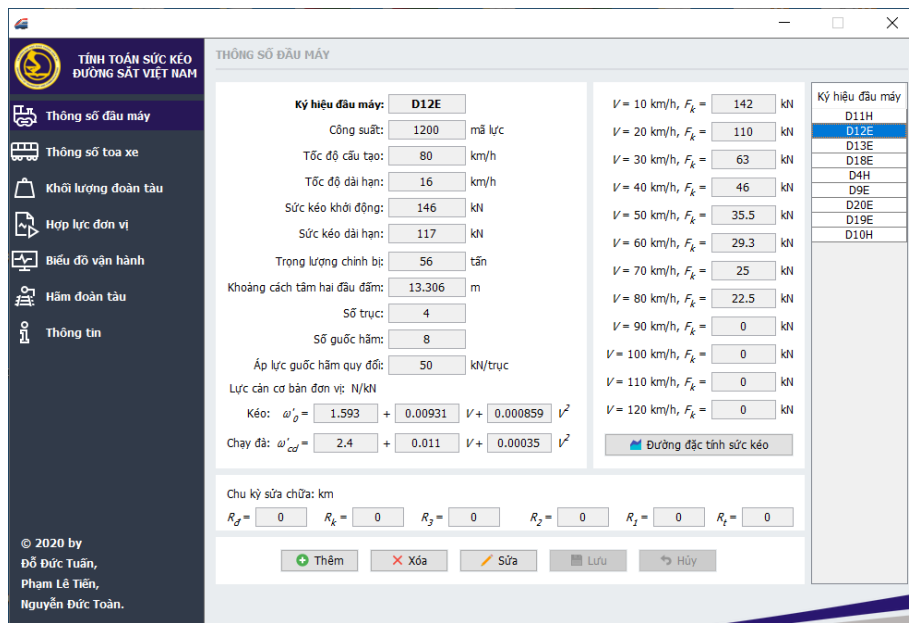 TÍNH TOÁN SỨC KÉO
ĐƯỜNG SẮT VIỆT NAM
Thông số đầu máy
Thông số toa xe
Khối lượng đoàn tàu
Hợp lực đơn vị
Biểu đồ vận hành
Hãm đoàn tàu
Thông tin
© 2020 by
Đỗ Đức Tuấn,
Phạm Lê Tiến,
Nguyễn Đức Toàn.
THÔNG SỐ ĐẦU MÁY
Ký hiệu đầu máy: D12E
Công suất: 1200 mã lực
Tốc độ cấu tạo: 80 km/h
Tốc độ dài hạn: 16 km/h
Sức kéo khởi động: 146 kN
Sức kéo dài hạn: 117 kN
Trọng lượng chỉnh bị: 56 tấn
Khoảng cách tâm hai đầu đấm: 13.306 m
Số trục: 4
Số guốc hãm: 8
Áp lực guốc hãm quy đổi: 50 kN/trục
Lực cản cơ bản đơn vị: N/kN
Kéo: ω'₀ = 1.593 + 0.00931 V + 0.000859 V²
Chạy đà: ω'cd = 2.4 + 0.011 V + 0.00035 V²
V = 10 km/h, Fk = 142 kN
V = 20 km/h, Fk = 110 kN
V = 30 km/h, Fk = 63 kN
V = 40 km/h, Fk = 46 kN
V = 50 km/h, Fk = 35.5 kN
V = 60 km/h, Fk = 29.3 kN
V = 70 km/h, Fk = 25 kN
V = 80 km/h, Fk = 22.5 kN
V = 90 km/h, Fk = 0 kN
V = 100 km/h, Fk = 0 kN
V = 110 km/h, Fk = 0 kN
V = 120 km/h, Fk = 0 kN
Đường đặc tính sức kéo
Ký hiệu đầu máy
D11H
D12E
D13E
D18E
D4H
D9E
D20E
D19E
D10H
Chu kỳ sửa chữa: km
Rđ = 0 Rk = 0 R3 = 0 R2 = 0 R1 = 0 Rt = 0
Thêm Xóa Sửa Lưu Hủy